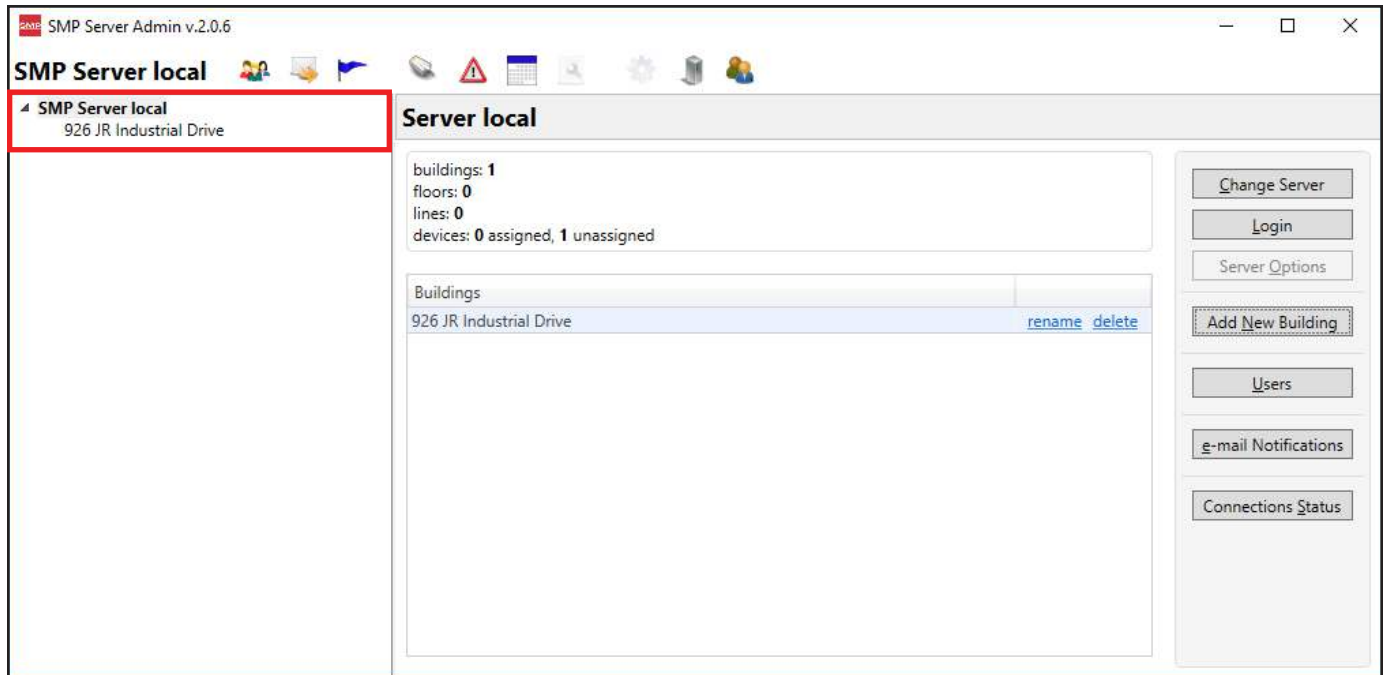 SMP SMP Server Admin v.2.0.6
SMP Server local
SMP Server local
926 JR Industrial Drive
Server local
buildings: 1
floors: 0
lines: 0
devices: 0 assigned, 1 unassigned
Buildings
926 JR Industrial Drive rename delete
Change Server
Login
Server Options
Add New Building
Users
e-mail Notifications
Connections Status